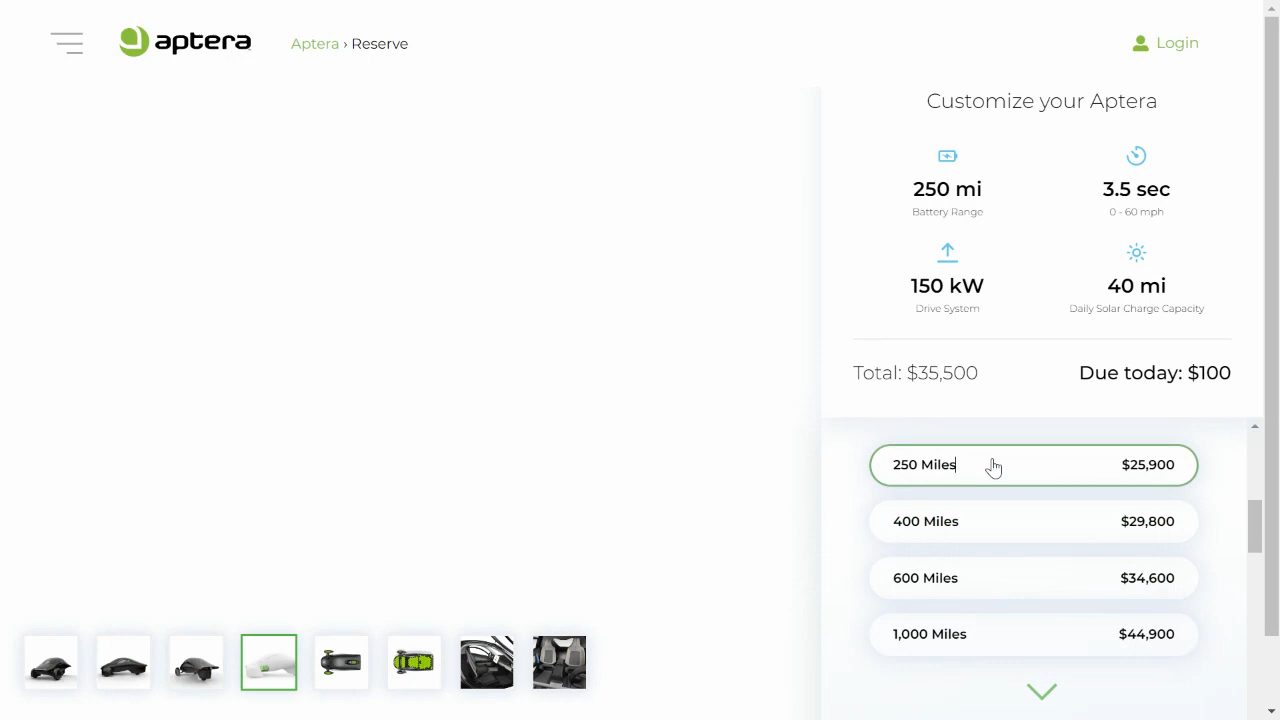 aptera
Aptera › Reserve
Login
Customize your Aptera
250 mi
Battery Range
3.5 sec
0 - 60 mph
150 kW
Drive System
40 mi
Daily Solar Charge Capacity
Total: $35,500
Due today: $100
250 Miles $25,900
400 Miles $29,800
600 Miles $34,600
1,000 Miles $44,900